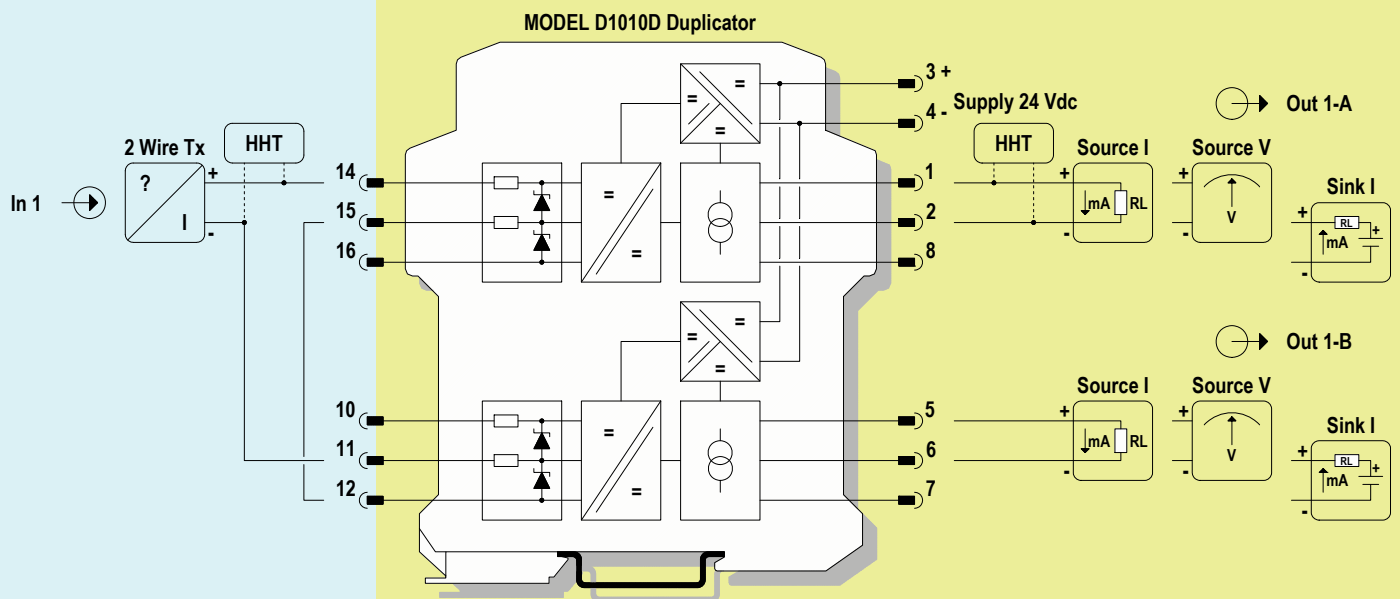 MODEL D1010D Duplicator
3 +
Supply 24 Vdc
4 -
Out 1-A
2 Wire Tx
HHT
HHT
Source I
Source V
Sink I
In 1
?
I
+
-
14
15
16
=
=
=
=
=
1
2
8
+
-
mA
RL
+
-
V
+
-
RL
mA
+
Out 1-B
=
=
=
Source I
Source V
Sink I
10
11
12
=
=
5
6
7
+
-
mA
RL
+
-
V
+
-
RL
mA
+